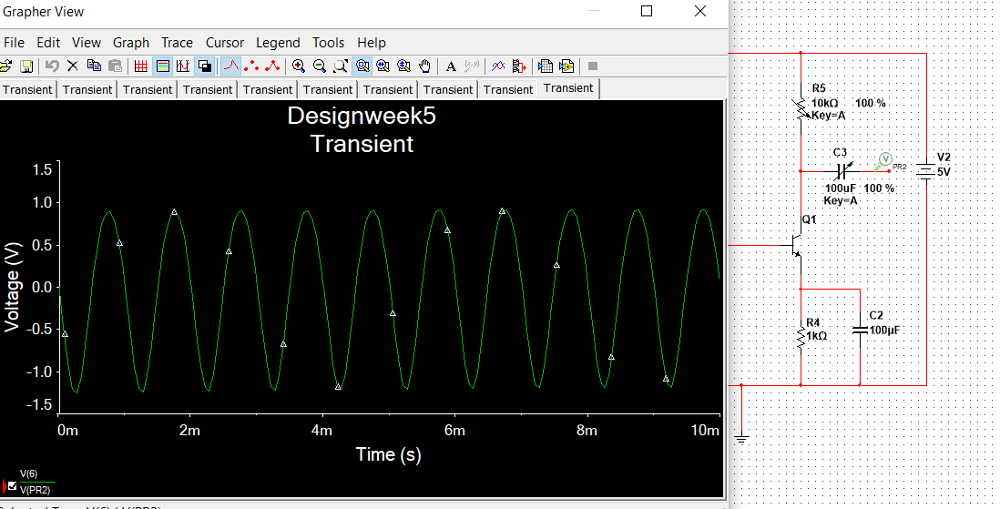 Grapher View
File Edit View Graph Trace Cursor Legend Tools Help
A
Transient Transient Transient Transient Transient Transient Transient Transient Transient Transient
Designweek5
Transient
Voltage (V)
1.5
1.0
0.5
0.0
-0.5
-1.0
-1.5
0m 2m 4m 6m 8m 10m
Time (s)
V(6)
V(PR2)
R5
10kΩ 100 %
Key=A
C3
V
PR2
100uF 100 %
Key=A
V2
5V
Q1
R4
1kΩ
C2
100µF